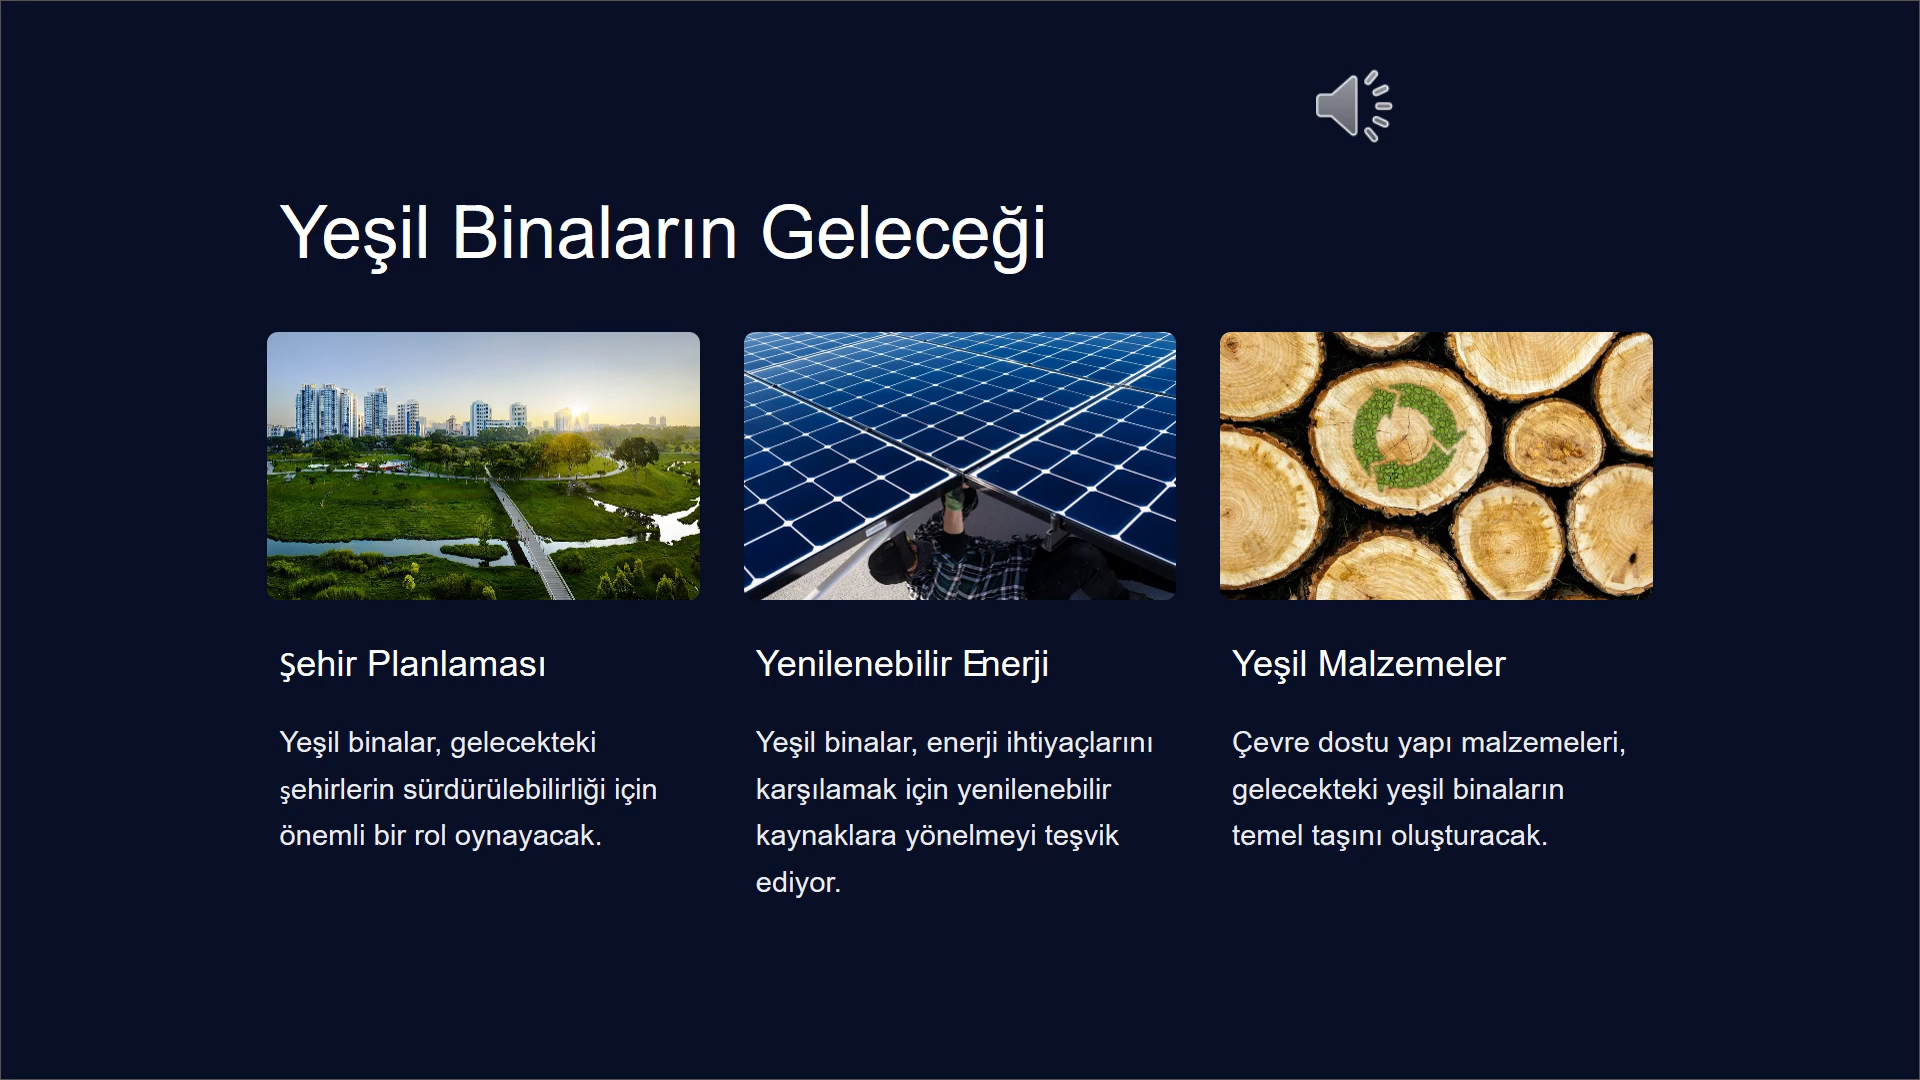 Yeşil Binaların Geleceği
Şehir Planlaması
Yeşil binalar, gelecekteki
şehirlerin sürdürülebilirliği için
önemli bir rol oynayacak.
Yenilenebilir Enerji
Yeşil binalar, enerji ihtiyaçlarını
karşılamak için yenilenebilir
kaynaklara yönelmeyi teşvik
ediyor.
Yeşil Malzemeler
Çevre dostu yapı malzemeleri,
gelecekteki yeşil binaların
temel taşını oluşturacak.